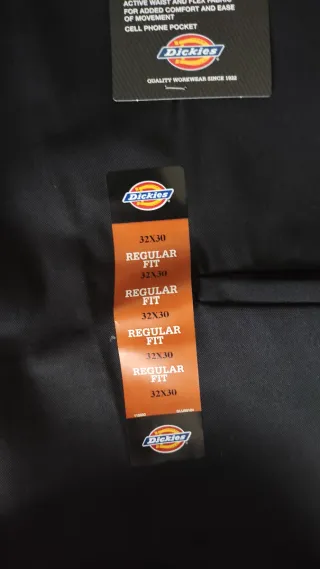 ACTIVE WAIST AND FLEX FABRIC
FOR ADDED COMFORT AND EASE
OF MOVEMENT
CELL PHONE POCKET
Dickies
QUALITY WORKWEAR SINCE 1922
Dickies
32X30
REGULAR
FIT
32X30
REGULAR
FIT
32X30
REGULAR
FIT
32X30
REGULAR
FIT
32X30
Dickies